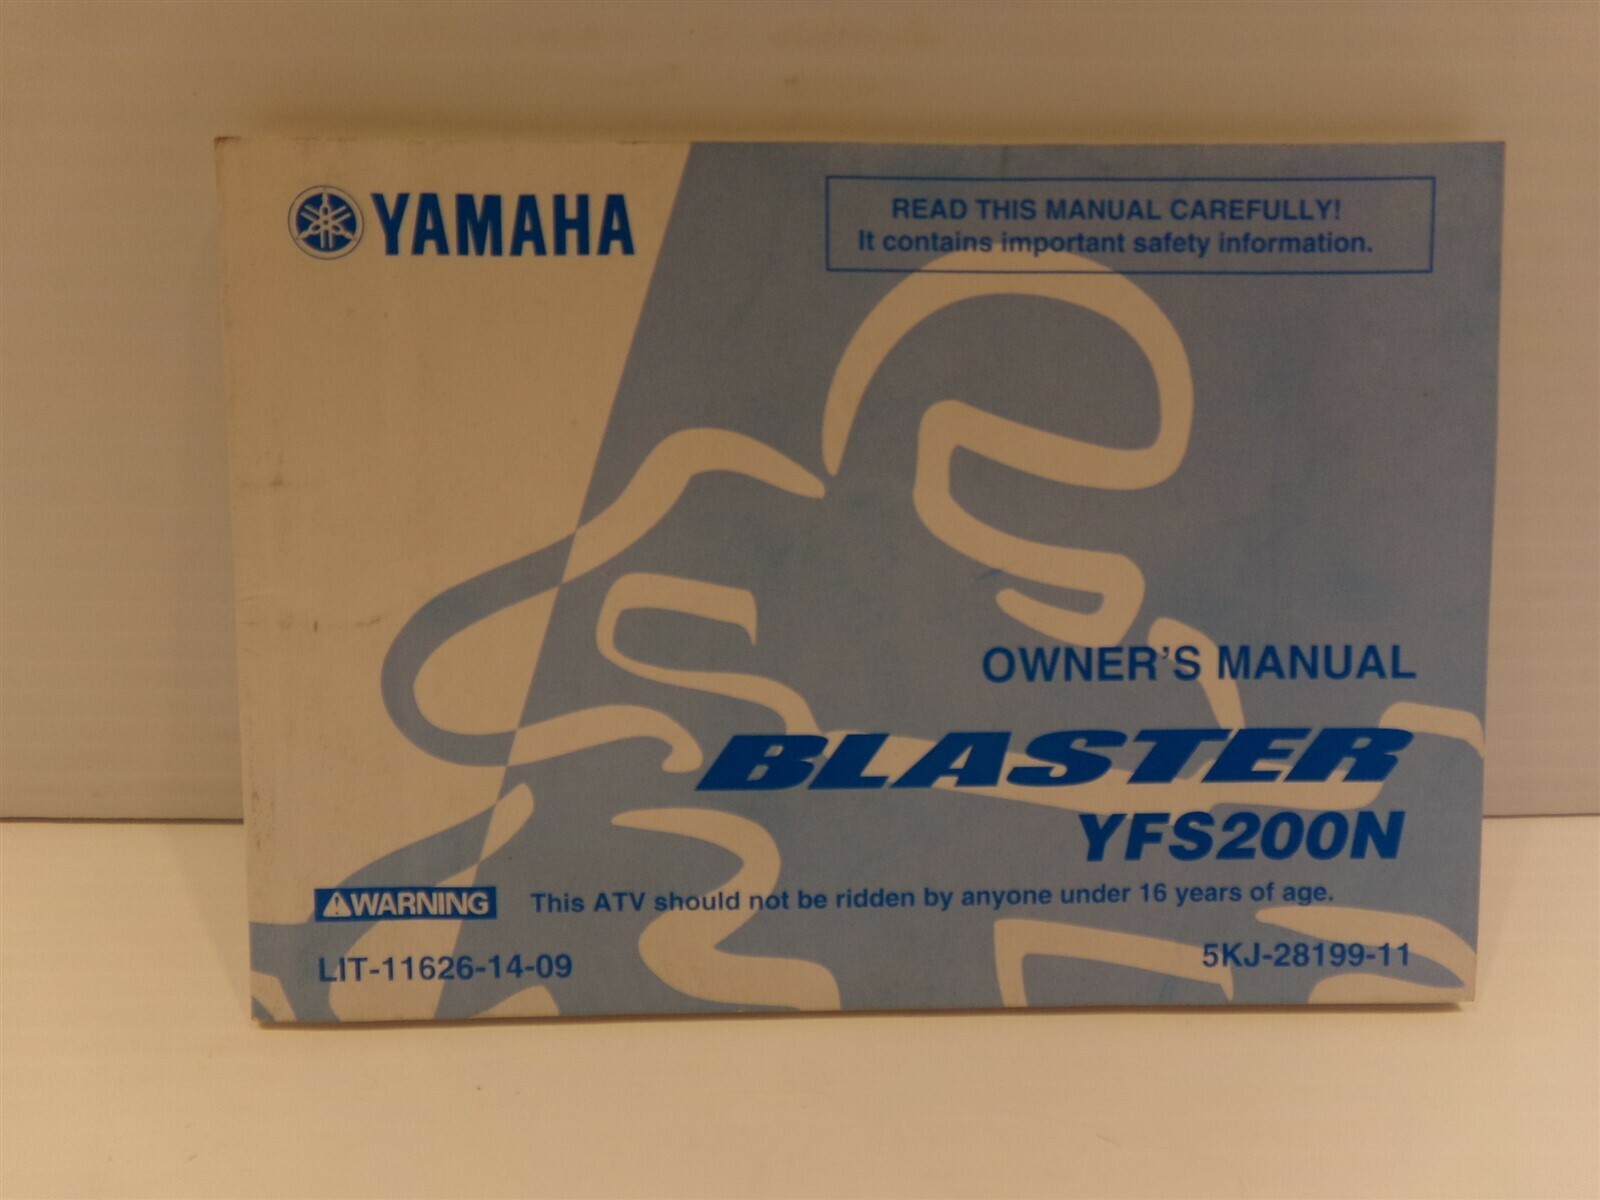 YAMAHA
READ THIS MANUAL CAREFULLY!
It contains important safety information.
OWNER'S MANUAL
BLASTER
YFS200N
WARNING This ATV should not be ridden by anyone under 16 years of age.
LIT-11626-14-09
5KJ-28199-11